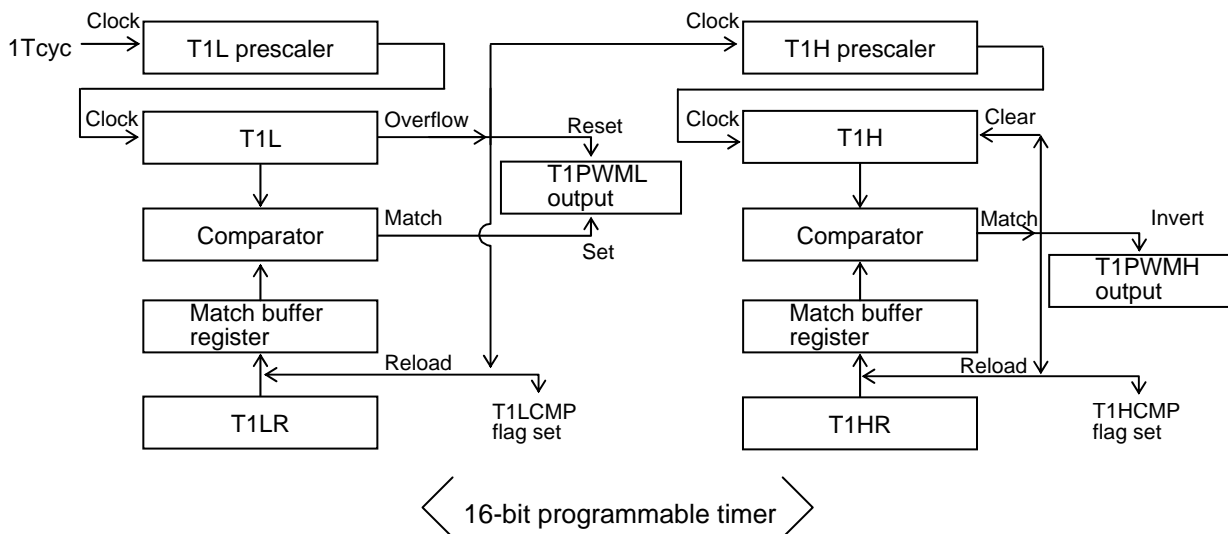 Clock
1Tcyc
T1L prescaler
Clock
T1L
Overflow
Reset
T1PWML
output
Comparator
Match
Set
Match buffer
register
Reload
T1LR
T1LCMP
flag set
Clock
T1H prescaler
Clock
T1H
Clear
Comparator
Match
Invert
T1PWMH
output
Match buffer
register
Reload
T1HR
T1HCMP
flag set
16-bit programmable timer